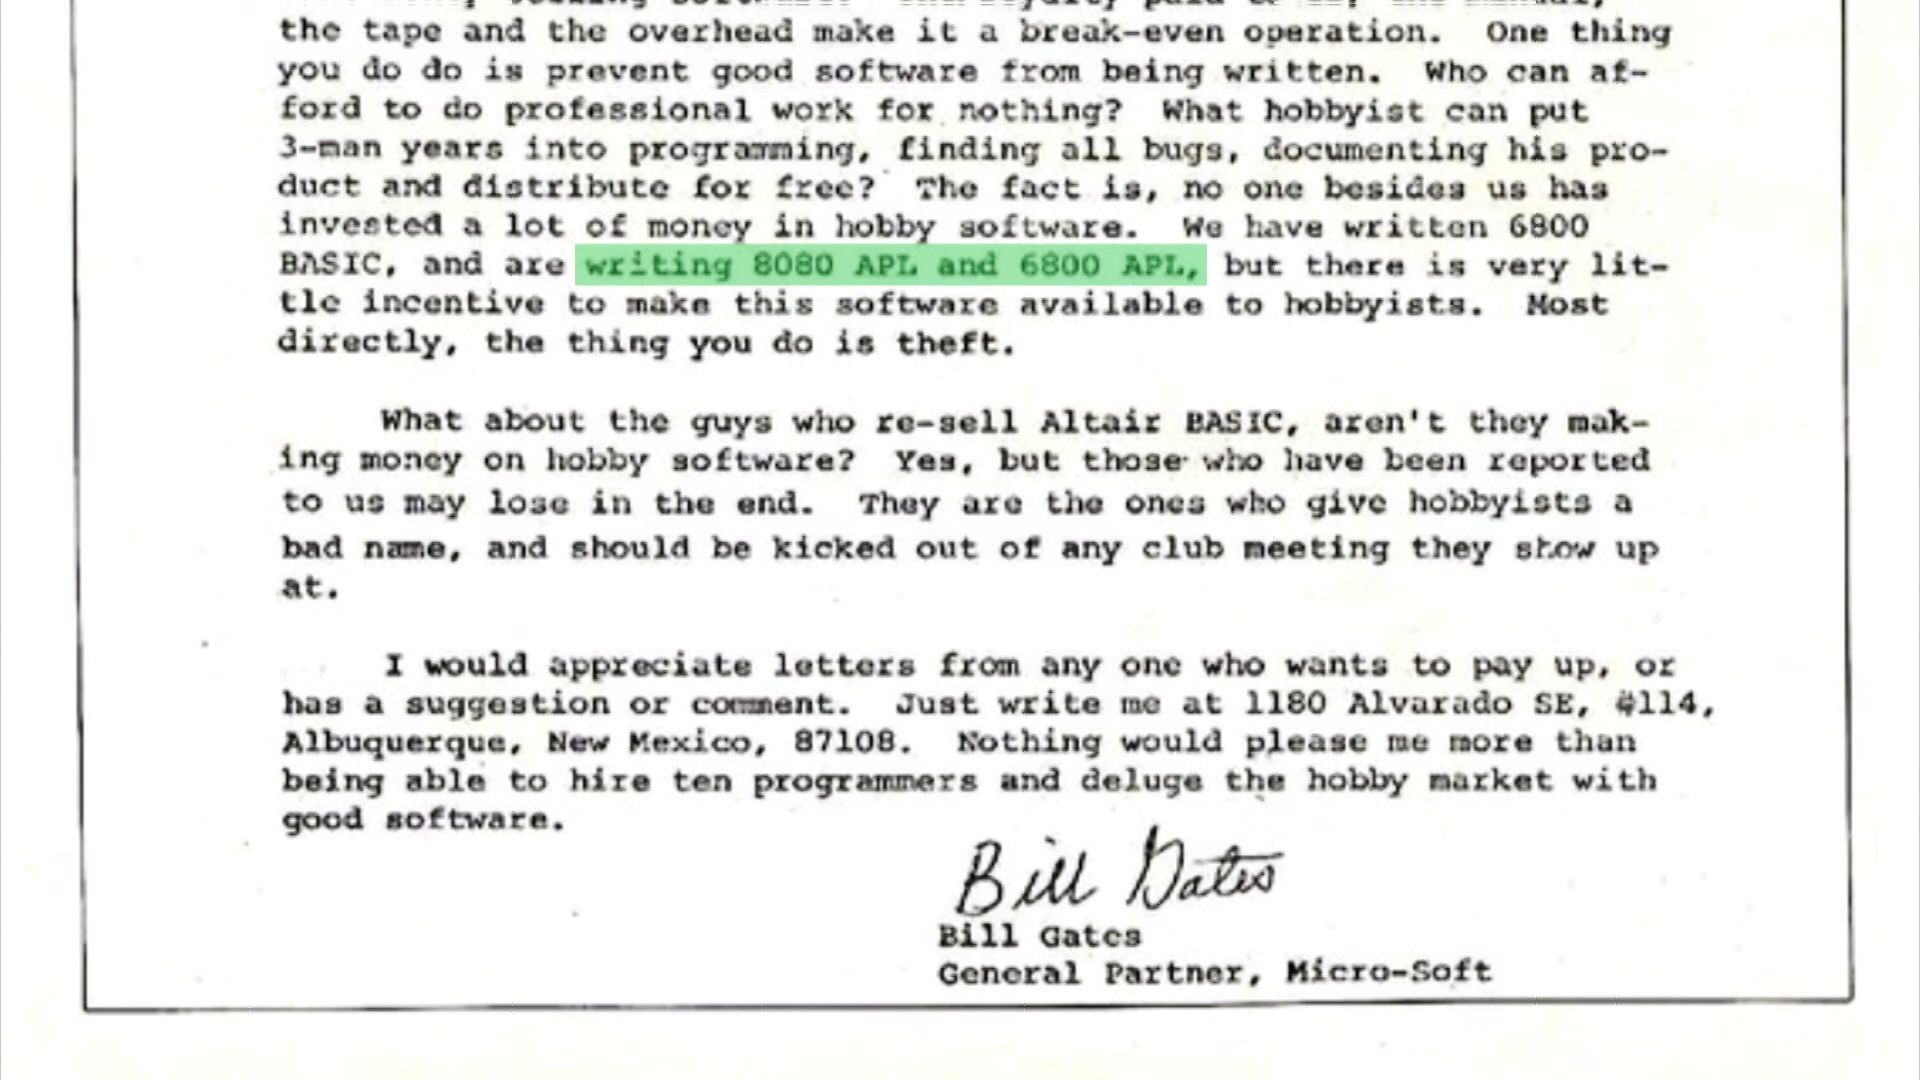 the tape and the overhead make it a break-even operation. One thing
you do do is prevent good software from being written. Who can af-
ford to do professional work for nothing? What hobbyist can put
3-man years into programming, finding all bugs, documenting his pro-
duct and distribute for free? The fact is, no one besides us has
invested a lot of money in hobby software. We have written 6800
BASIC, and are writing 8080 APL and 6800 APL, but there is very lit-
tle incentive to make this software available to hobbyists. Most
directly, the thing you do is theft.
What about the guys who re-sell Altair BASIC, aren't they mak-
ing money on hobby software? Yes, but those who have been reported
to us may lose in the end. They are the ones who give hobbyists a
bad name, and should be kicked out of any club meeting they show up
at.
I would appreciate letters from any one who wants to pay up, or
has a suggestion or comment. Just write me at 1180 Alvarado SE, #114,
Albuquerque, New Mexico, 87108. Nothing would please me more than
being able to hire ten programmers and deluge the hobby market with
good software.
Bill Gates
Bill Gates
General Partner, Micro-Soft